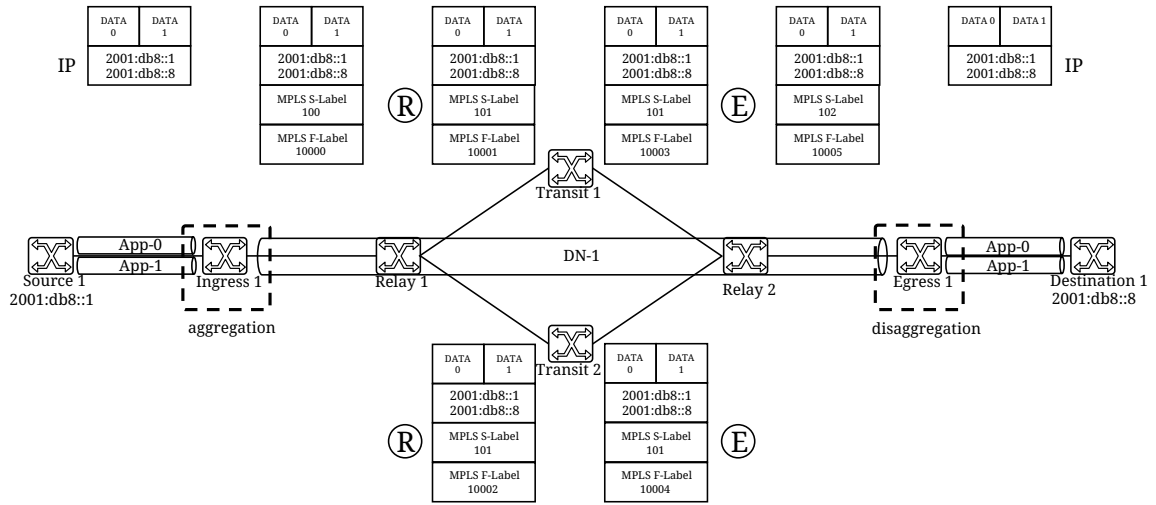 DATA 0 DATA 1
2001:db8::1
2001:db8::8
IP
DATA 0 DATA 1
2001:db8::1
2001:db8::8
MPLS S-Label
100
MPLS F-Label
10000
R
DATA 0 DATA 1
2001:db8::1
2001:db8::8
MPLS S-Label
101
MPLS F-Label
10001
DATA 0 DATA 1
2001:db8::1
2001:db8::8
MPLS S-Label
101
MPLS F-Label
10003
E
DATA 0 DATA 1
2001:db8::1
2001:db8::8
MPLS S-Label
102
MPLS F-Label
10005
DATA 0 DATA 1
2001:db8::1
2001:db8::8
IP
Transit 1
App-0
App-1
Source 1
2001:db8::1
Ingress 1
aggregation
Relay 1
DN-1
Relay 2
Egress 1
disaggregation
App-0
App-1
Destination 1
2001:db8::8
Transit 2
R
DATA 0 DATA 1
2001:db8::1
2001:db8::8
MPLS S-Label
101
MPLS F-Label
10002
DATA 0 DATA 1
2001:db8::1
2001:db8::8
MPLS S-Label
101
MPLS F-Label
10004
E